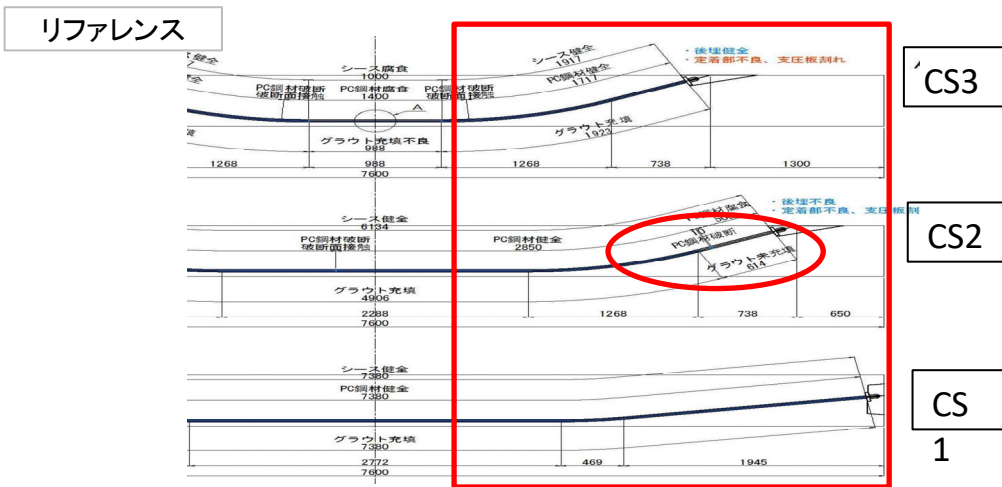 リファレンス
シース健全
1917
・後埋健全
・定着部不良、支圧板割れ
シース腐食
1000
PC鋼材健全
1717
PC鋼材破断
破断面接触
PC鋼材腐食
1400
PC鋼材破断
破断面接触
A
グラウト充填
1923
グラウト充填不良
988
1268
988
1268
738
1300
7600
CS3
・後埋不良
・定着部不良、支圧板割
シース健全
6134
PC鋼材腐食
PC鋼材破断
破断面接触
PC鋼材健全
2850
PC鋼材破断
グラウト未充填
614
グラウト充填
4906
2288
1268
738
650
7600
CS2
シース健全
7380
PC鋼材健全
7380
グラウト充填
7380
2772
469
1945
7600
CS
1